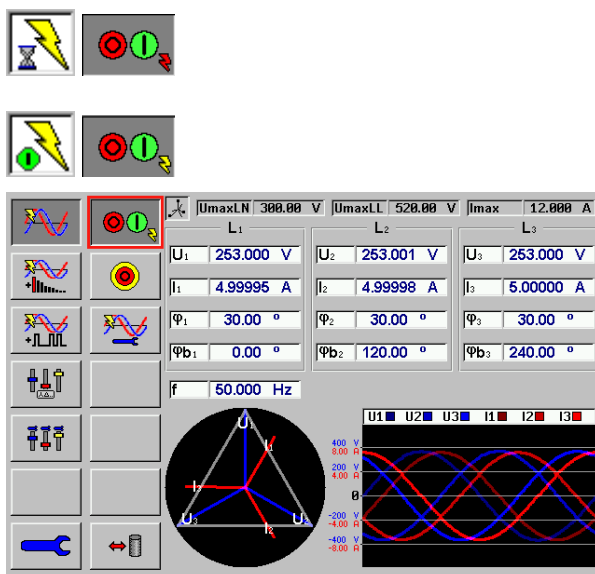 UmaxLN 300.00 V UmaxLL 520.00 V Imax 12.000 A
L1 L2 L3
U1 253.000 V U2 253.001 V U3 253.000 V
I1 4.99995 A I2 4.99998 A I3 5.00000 A
φ1 30.00 º φ2 30.00 º φ3 30.00 º
φb1 0.00 º φb2 120.00 º φb3 240.00 º
f 50.000 Hz
U1 U2 U3 I1 I2 I3
U1
I1
I3
U3
I2
U2
400 V
8.00 A
200 V
4.00 A
0
-200 V
-4.00 A
-400 V
-8.00 A